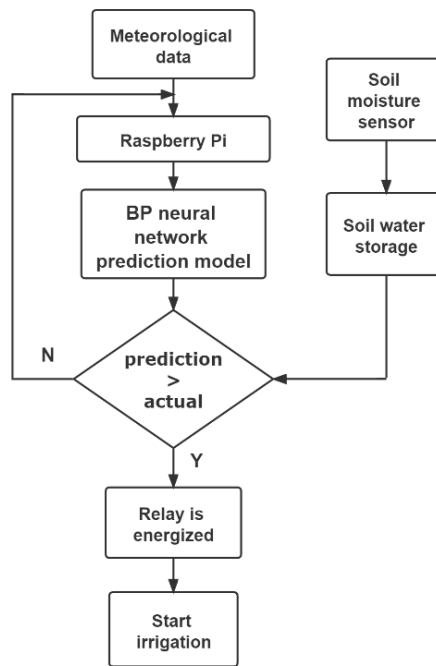 Meteorological
data
Soil
moisture
sensor
Raspberry Pi
BP neural
network
prediction model
Soil water
storage
N
prediction
>
actual
Y
Relay is
energized
Start
irrigation